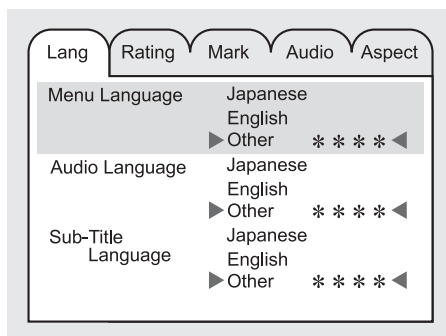 Lang Rating Mark Audio Aspect
Menu Language Japanese
English
▶Other ＊＊＊＊◀
Audio Language Japanese
English
▶Other ＊＊＊＊◀
Sub-Title Japanese
Language English
▶Other ＊＊＊＊◀